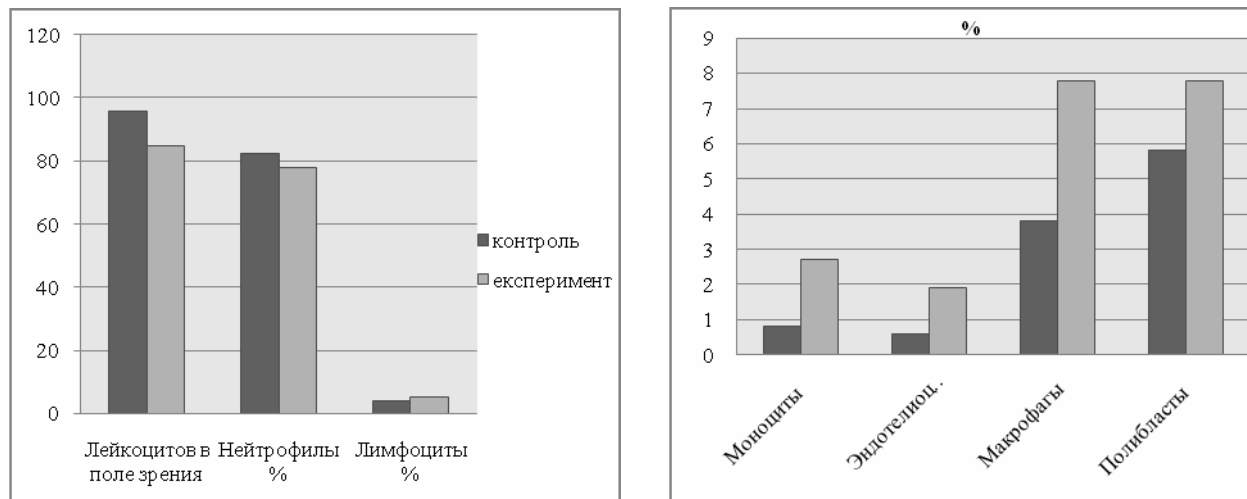 120
100
80
60
40
20
0
Лейкоцитов в
поле зрения
Нейтрофилы
%
Лимфоциты
%
контроль
експеримент
%
9
8
7
6
5
4
3
2
1
0
Моноциты
Эндотелиоц..
Макрофагы
Полибласты